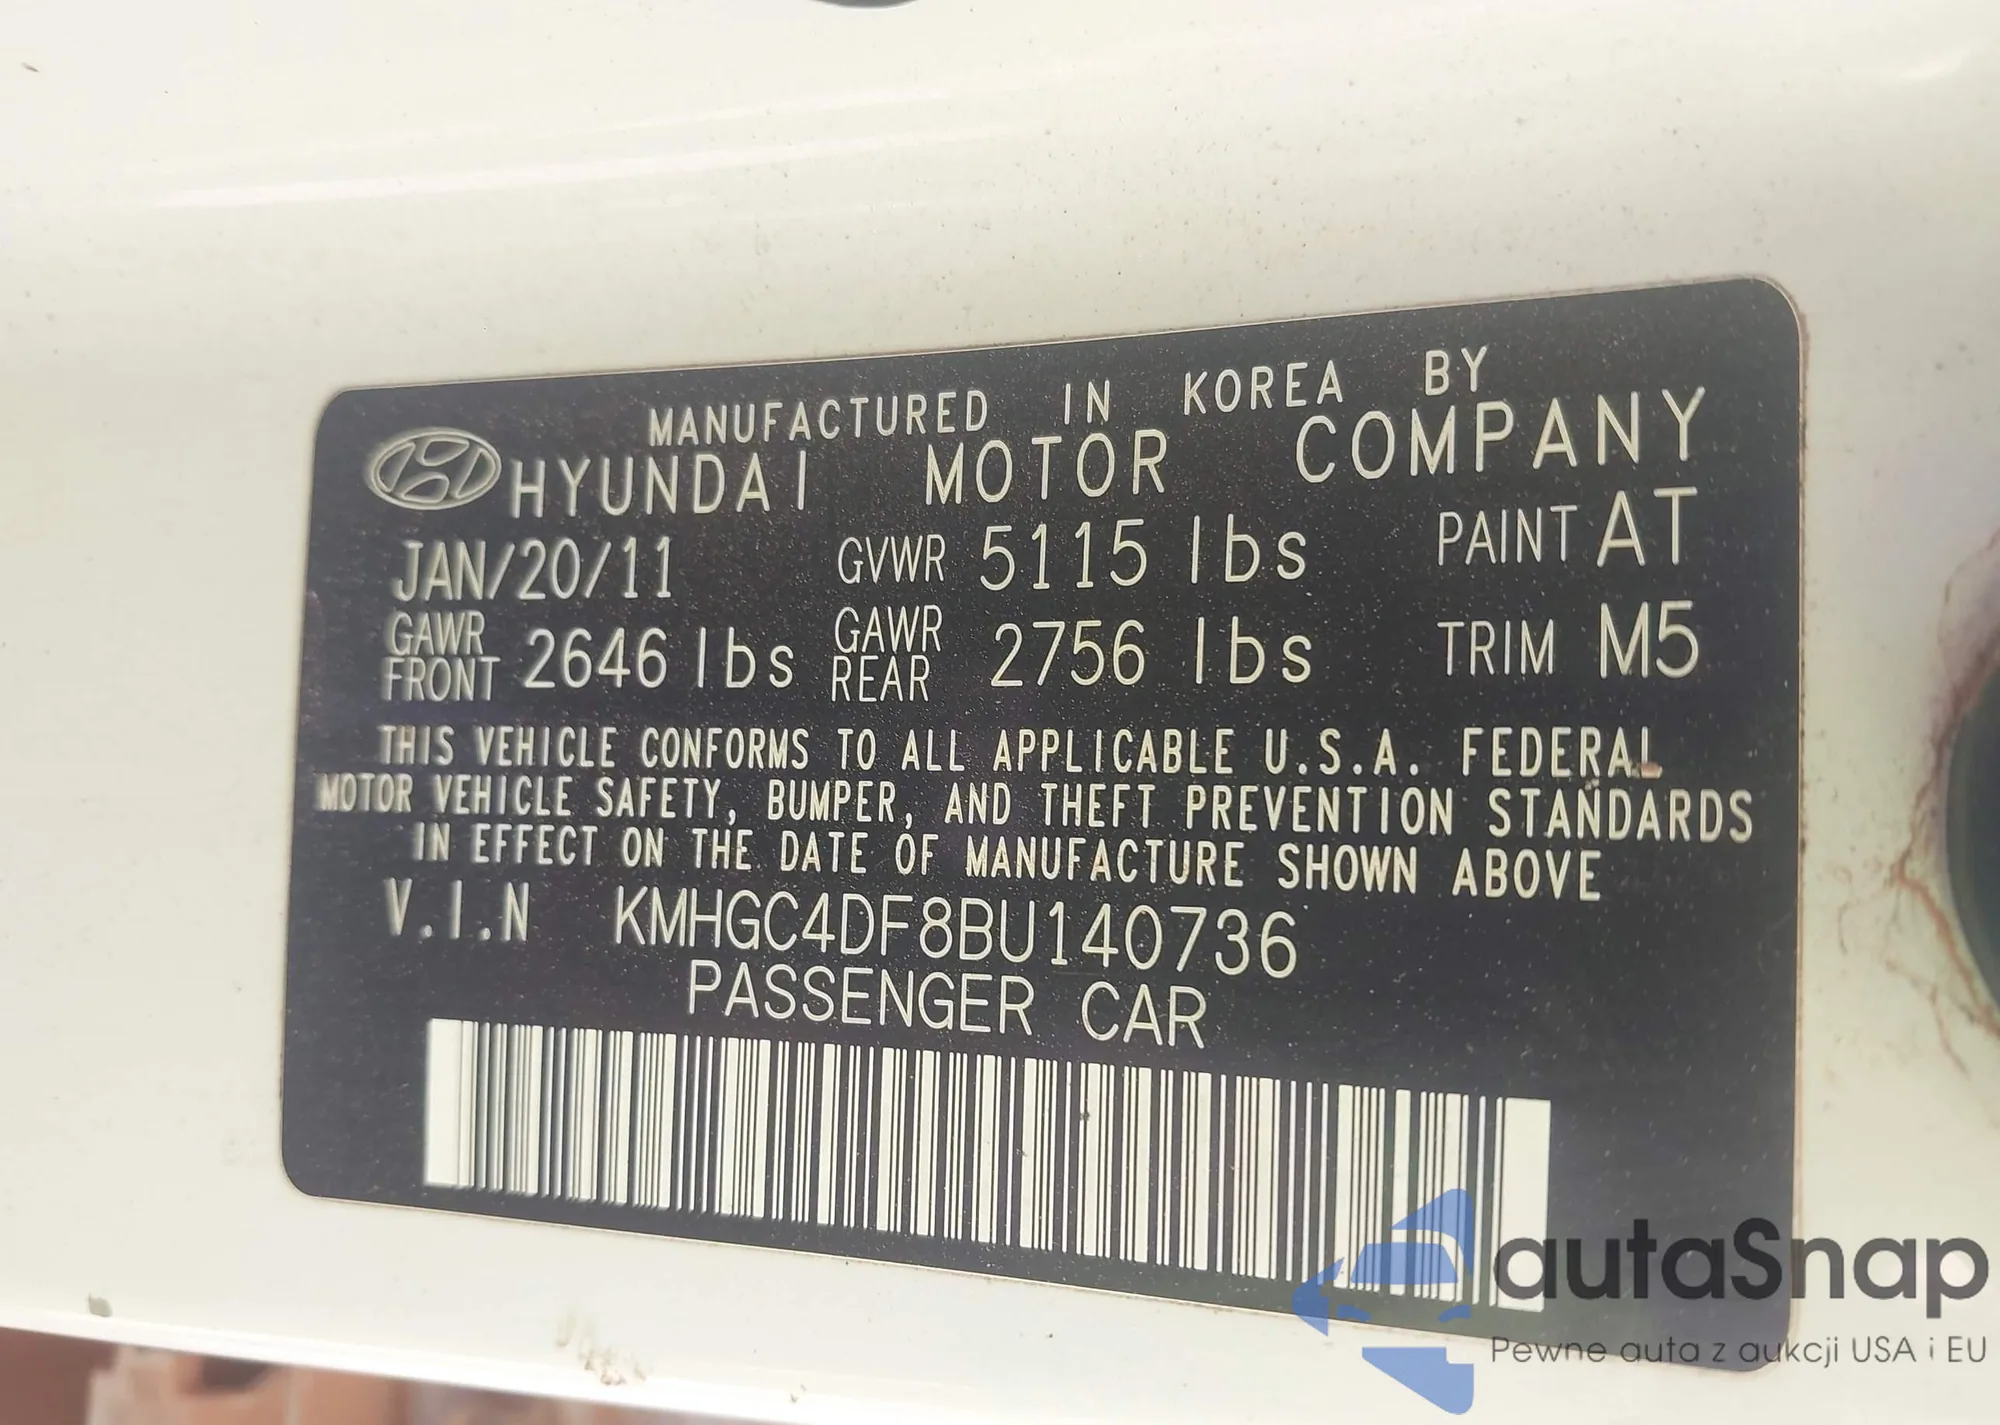 MANUFACTURED IN KOREA BY
HYUNDAI MOTOR COMPANY
JAN/20/11 GVWR 5115 lbs PAINT AT
GAWR FRONT 2646 lbs GAWR REAR 2756 lbs TRIM M5
THIS VEHICLE CONFORMS TO ALL APPLICABLE U.S.A. FEDERAL
MOTOR VEHICLE SAFETY, BUMPER, AND THEFT PREVENTION STANDARDS
IN EFFECT ON THE DATE OF MANUFACTURE SHOWN ABOVE
V.I.N KMHGC4DF8BU140736
PASSENGER CAR
autaSnap
Pewne auta z aukcji USA i EU